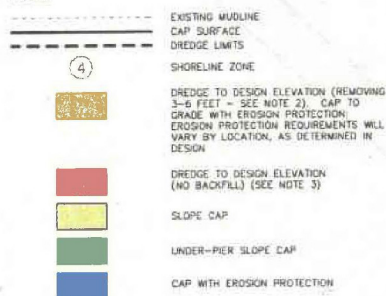 EXISTING MUDLINE
CAP SURFACE
DREDGE LIMITS
4
SHORELINE ZONE
DREDGE TO DESIGN ELEVATION (REMOVING
3-6 FEET - SEE NOTE 2). CAP TO
GRADE WITH EROSION PROTECTION;
EROSION PROTECTION REQUIREMENTS WILL
VARY BY LOCATION, AS DETERMINED IN
DESIGN
DREDGE TO DESIGN ELEVATION
(NO BACKFILL) (SEE NOTE 3)
SLOPE CAP
UNDER-PIER SLOPE CAP
CAP WITH EROSION PROTECTION